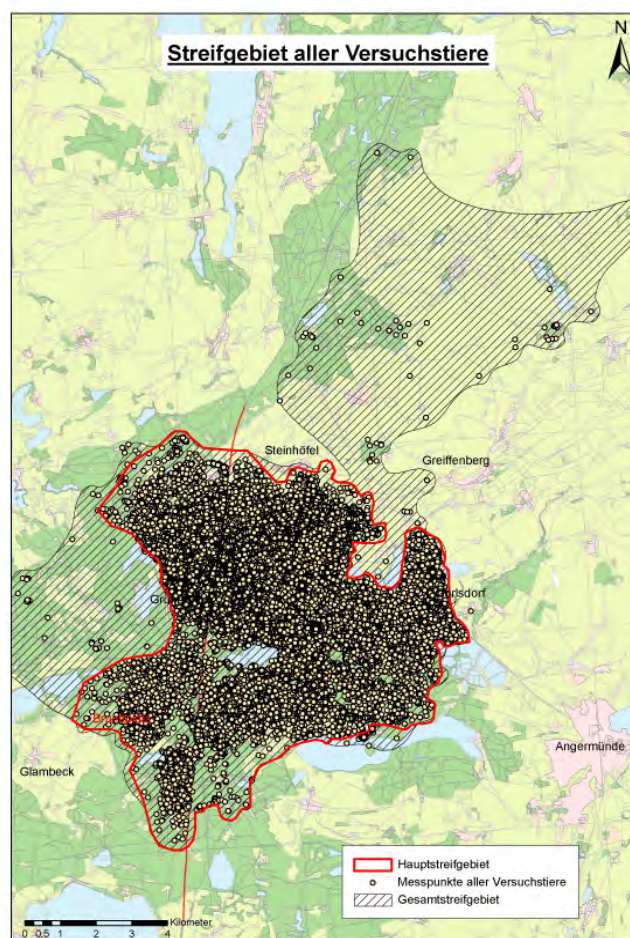 Streifgebiet aller Versuchstiere
N
Steinhöfel
Greiffenberg
Angermünde
Glambeck
Hauptstreifgebiet
Messpunkte aller Versuchstiere
Gesamtstreifgebiet
Kilometer
0 0.5 1 2 3 4